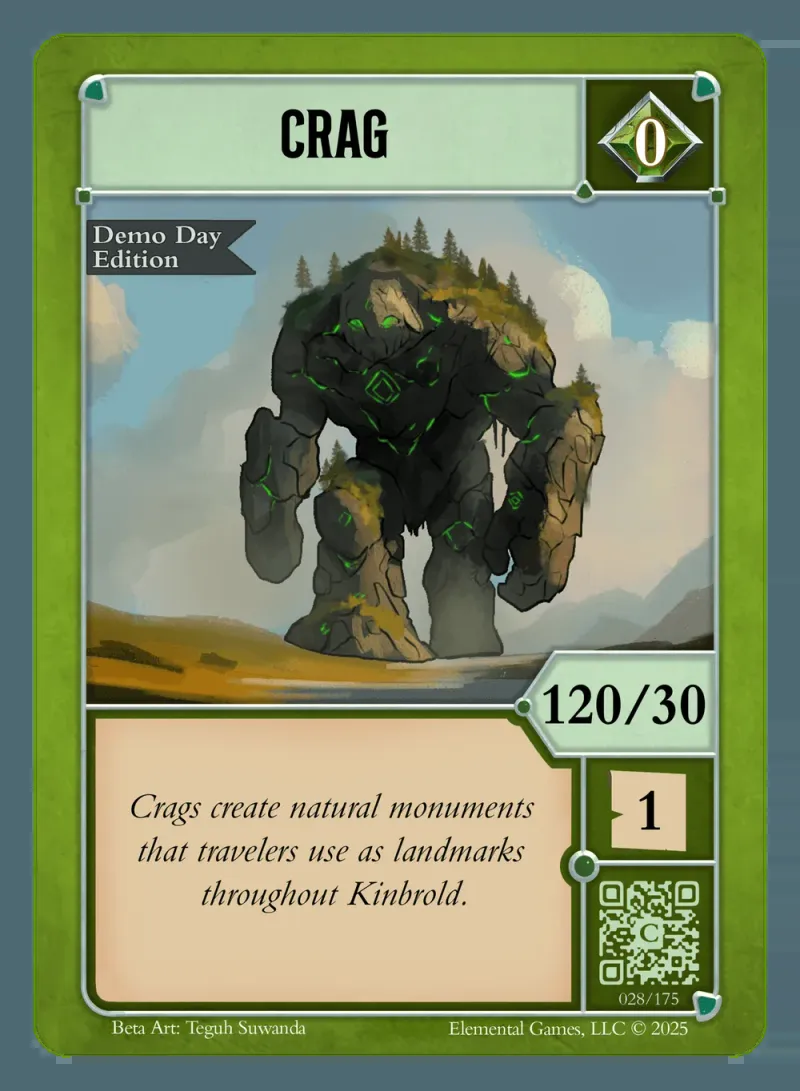 CRAG
0
Demo Day
Edition
120/30
Crags create natural monuments
that travelers use as landmarks
throughout Kinbrold.
1
C
028/175
Beta Art: Teguh Suwanda
Elemental Games, LLC © 2025